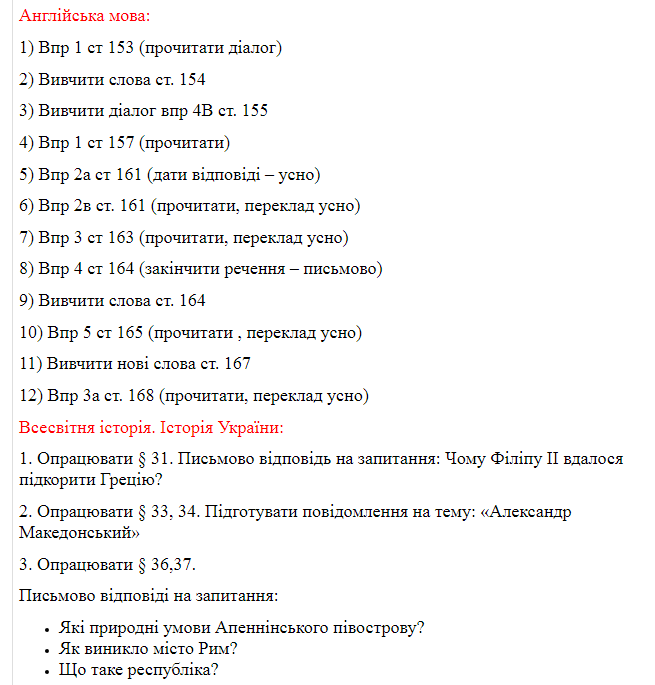 Англійська мова:
1) Впр 1 ст 153 (прочитати діалог)
2) Вивчити слова ст. 154
3) Вивчити діалог впр 4В ст. 155
4) Впр 1 ст 157 (прочитати)
5) Впр 2а ст 161 (дати відповіді – усно)
6) Впр 2в ст. 161 (прочитати, переклад усно)
7) Впр 3 ст 163 (прочитати, переклад усно)
8) Впр 4 ст 164 (закінчити речення – письмово)
9) Вивчити слова ст. 164
10) Впр 5 ст 165 (прочитати , переклад усно)
11) Вивчити нові слова ст. 167
12) Впр 3а ст. 168 (прочитати, переклад усно)
Всесвітня історія. Історія України:
1. Опрацювати § 31. Письмово відповідь на запитання: Чому Філіпу ІІ вдалося
підкорити Грецію?
2. Опрацювати § 33, 34. Підготувати повідомлення на тему: «Александр
Македонський»
3. Опрацювати § 36,37.
Письмово відповіді на запитання:
• Які природні умови Апеннінського півострову?
• Як виникло місто Рим?
• Що таке республіка?